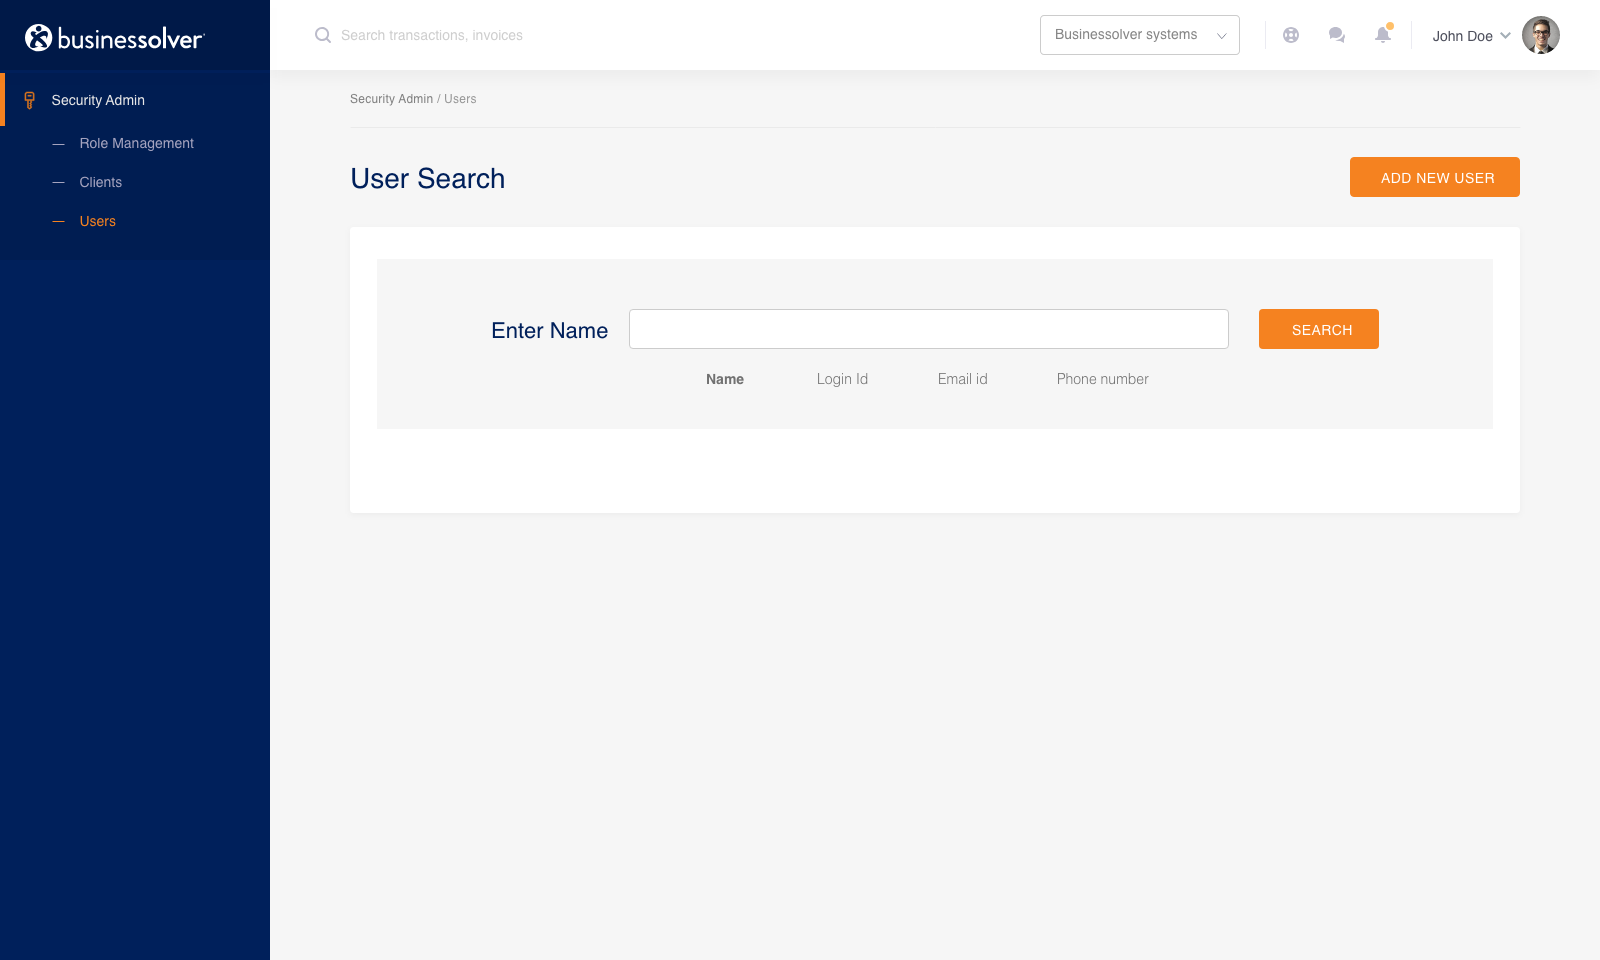 businessolver
Search transactions, invoices
Businessolver systems
John Doe
Security Admin
Role Management
Clients
Users
Security Admin / Users
User Search
ADD NEW USER
Enter Name
SEARCH
Name Login Id Email id Phone number